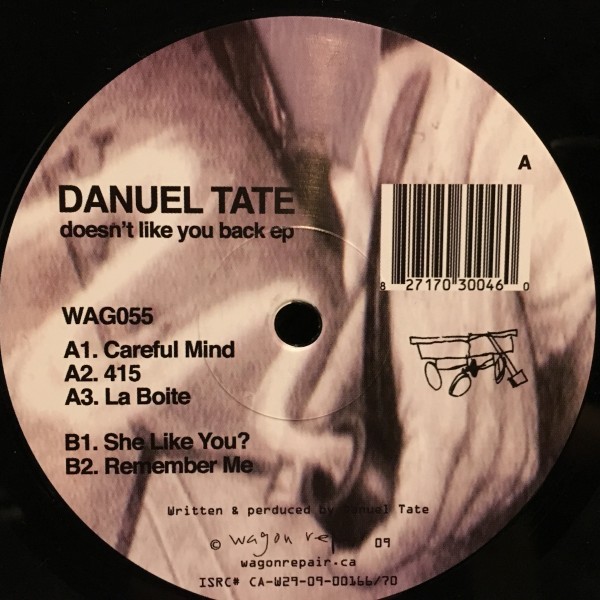 A
DANUEL TATE
doesn't like you back ep
8 27170 30046 0
WAG055
A1. Careful Mind
A2. 415
A3. La Boite
B1. She Like You?
B2. Remember Me
Written & perduced by Danuel Tate
© wagon rep 09
wagonrepair.ca
ISRC# CA-W29-09-00166/70